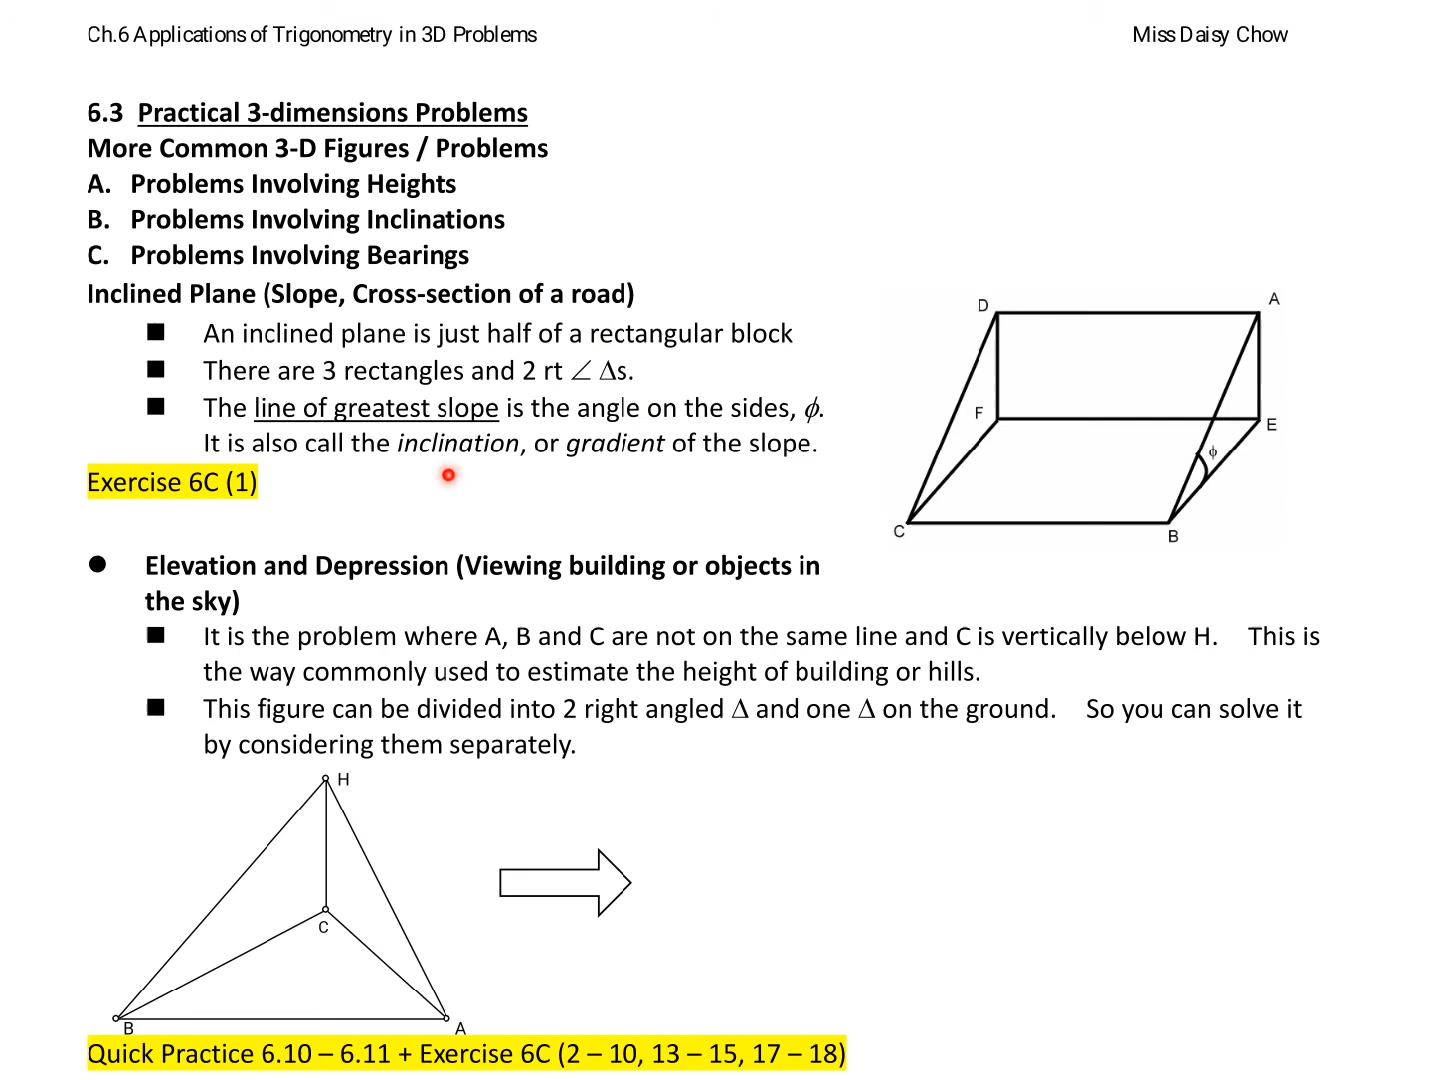 Ch.6 Applications of Trigonometry in 3D Problems
Miss Daisy Chow
6.3 Practical 3-dimensions Problems
More Common 3-D Figures / Problems
A. Problems Involving Heights
B. Problems Involving Inclinations
C. Problems Involving Bearings
Inclined Plane (Slope, Cross-section of a road)
■ An inclined plane is just half of a rectangular block
■ There are 3 rectangles and 2 rt ∠ Δs.
■ The line of greatest slope is the angle on the sides, ϕ.
It is also call the inclination, or gradient of the slope.
Exercise 6C (1)
D
A
F
E
ϕ
C
B
● Elevation and Depression (Viewing building or objects in
the sky)
■ It is the problem where A, B and C are not on the same line and C is vertically below H. This is
the way commonly used to estimate the height of building or hills.
■ This figure can be divided into 2 right angled Δ and one Δ on the ground. So you can solve it
by considering them separately.
H
C
B
A
Quick Practice 6.10 – 6.11 + Exercise 6C (2 – 10, 13 – 15, 17 – 18)